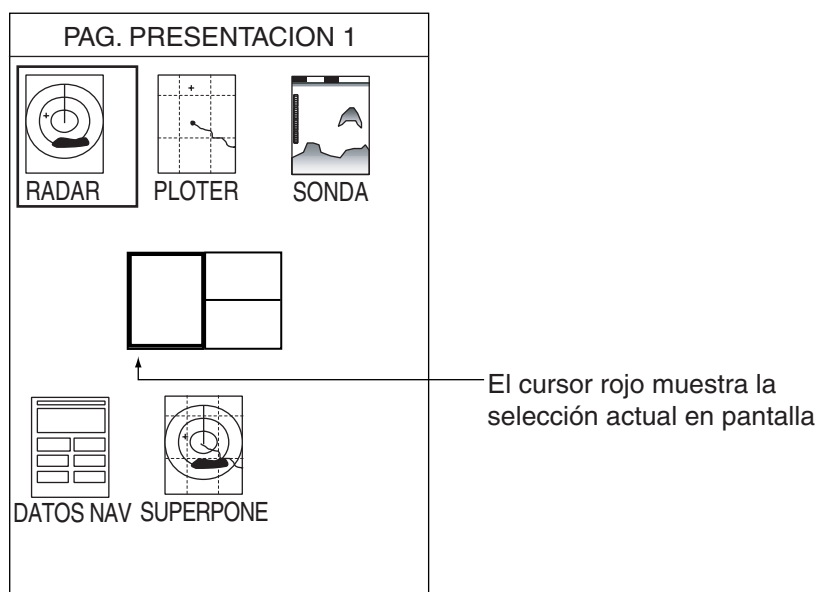 PAG. PRESENTACION 1
RADAR
PLOTER
SONDA
El cursor rojo muestra la
selección actual en pantalla
DATOS NAV
SUPERPONE